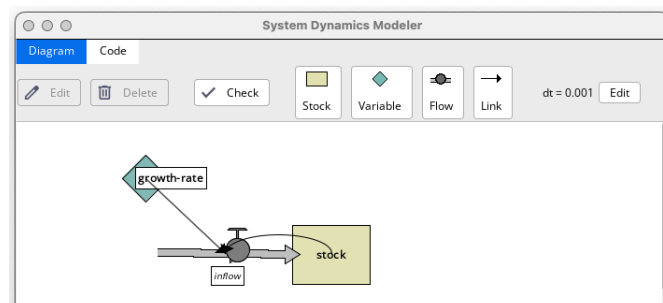 System Dynamics Modeler
Diagram Code
Edit Delete Check Stock Variable Flow Link dt = 0.001 Edit
growth-rate
stock
inflow